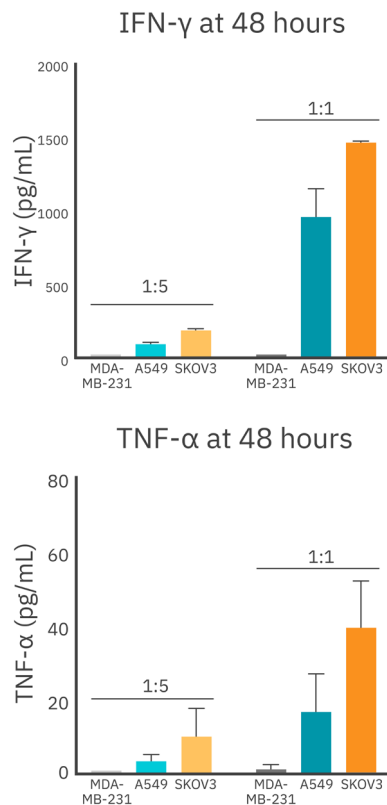 IFN-γ at 48 hours
IFN-γ (pg/mL)
2000
1500
1000
500
0
1:5
1:1
MDA-
MB-231
A549
SKOV3
MDA-
MB-231
A549
SKOV3
TNF-α at 48 hours
TNF-α (pg/mL)
80
60
40
20
0
1:5
1:1
MDA-
MB-231
A549
SKOV3
MDA-
MB-231
A549
SKOV3